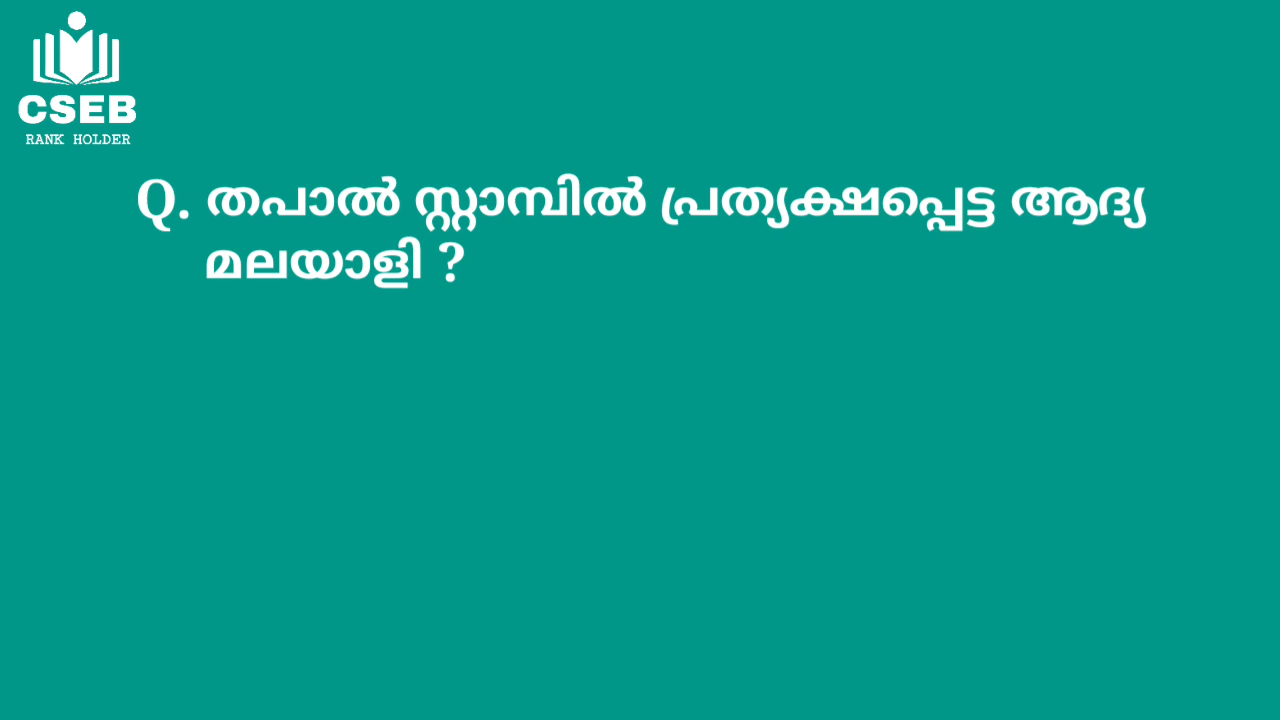 CSEB
RANK HOLDER
Q. തപാൽ സ്റ്റാമ്പിൽ പ്രത്യക്ഷപ്പെട്ട ആദ്യ
മലയാളി ?